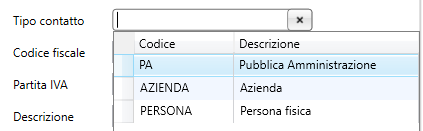 Tipo contatto
×
Codice Descrizione
Codice fiscale
PA Pubblica Amministrazione
Partita IVA
AZIENDA Azienda
PERSONA Persona fisica
Descrizione